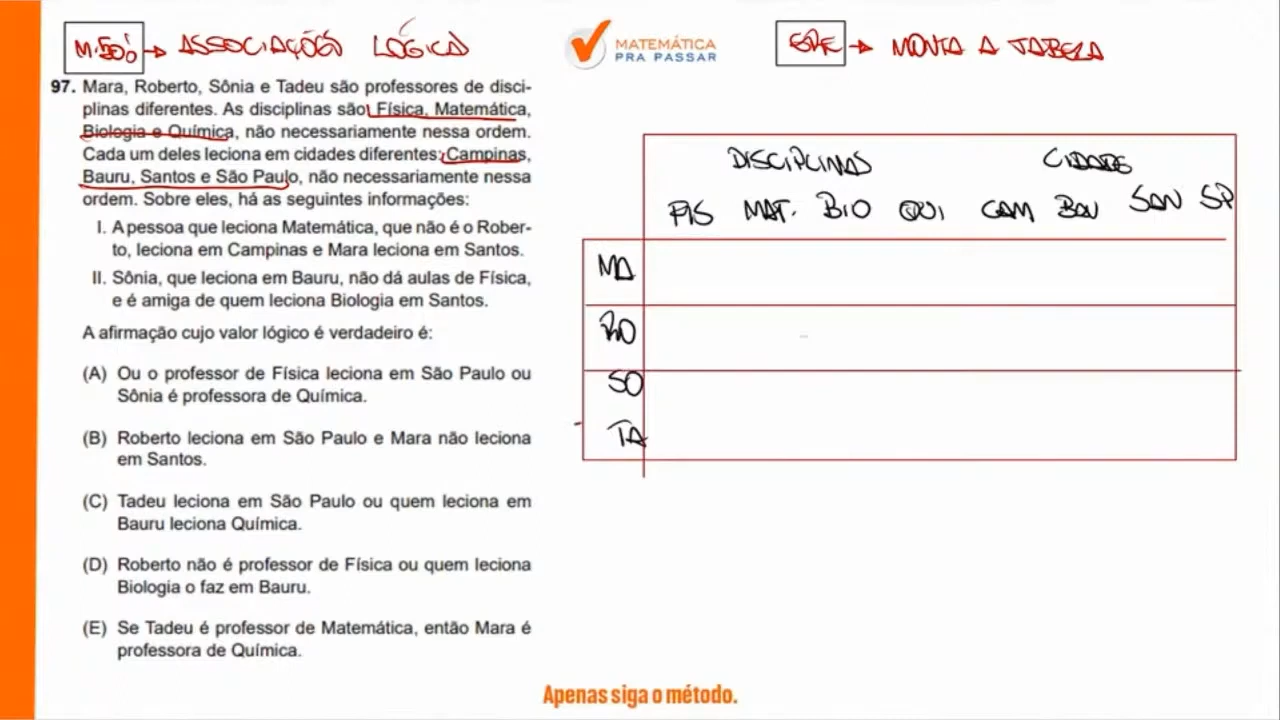 M.500 → ASSOCIAÇÕES LÓGICA
MATEMÁTICA
PRA PASSAR
→ MONTA A TABELA
97. Mara, Roberto, Sônia e Tadeu são professores de disci-
plinas diferentes. As disciplinas são Física, Matemática,
Biologia e Química, não necessariamente nessa ordem.
Cada um deles leciona em cidades diferentes: Campinas,
Bauru, Santos e São Paulo, não necessariamente nessa
ordem. Sobre eles, há as seguintes informações:
I. A pessoa que leciona Matemática, que não é o Rober-
to, leciona em Campinas e Mara leciona em Santos.
II. Sônia, que leciona em Bauru, não dá aulas de Física,
e é amiga de quem leciona Biologia em Santos.
A afirmação cujo valor lógico é verdadeiro é:
(A) Ou o professor de Física leciona em São Paulo ou
Sônia é professora de Química.
(B) Roberto leciona em São Paulo e Mara não leciona
em Santos.
(C) Tadeu leciona em São Paulo ou quem leciona em
Bauru leciona Química.
(D) Roberto não é professor de Física ou quem leciona
Biologia o faz em Bauru.
(E) Se Tadeu é professor de Matemática, então Mara é
professora de Química.
DISCIPLINAS CIDADE
FIS MAT. BIO QUI CAM BAU SAN SP
MA
RO
SO
TA
Apenas siga o método.